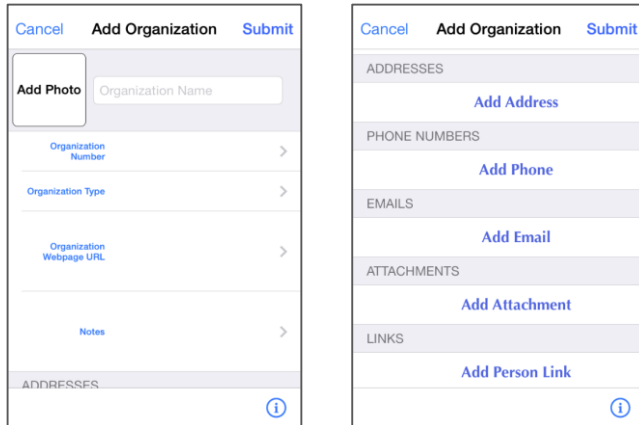 Cancel Add Organization Submit
Add Photo Organization Name
Organization
Number
Organization Type
Organization
Webpage URL
Notes
ADDRESSES
Cancel Add Organization Submit
ADDRESSES
Add Address
PHONE NUMBERS
Add Phone
EMAILS
Add Email
ATTACHMENTS
Add Attachment
LINKS
Add Person Link